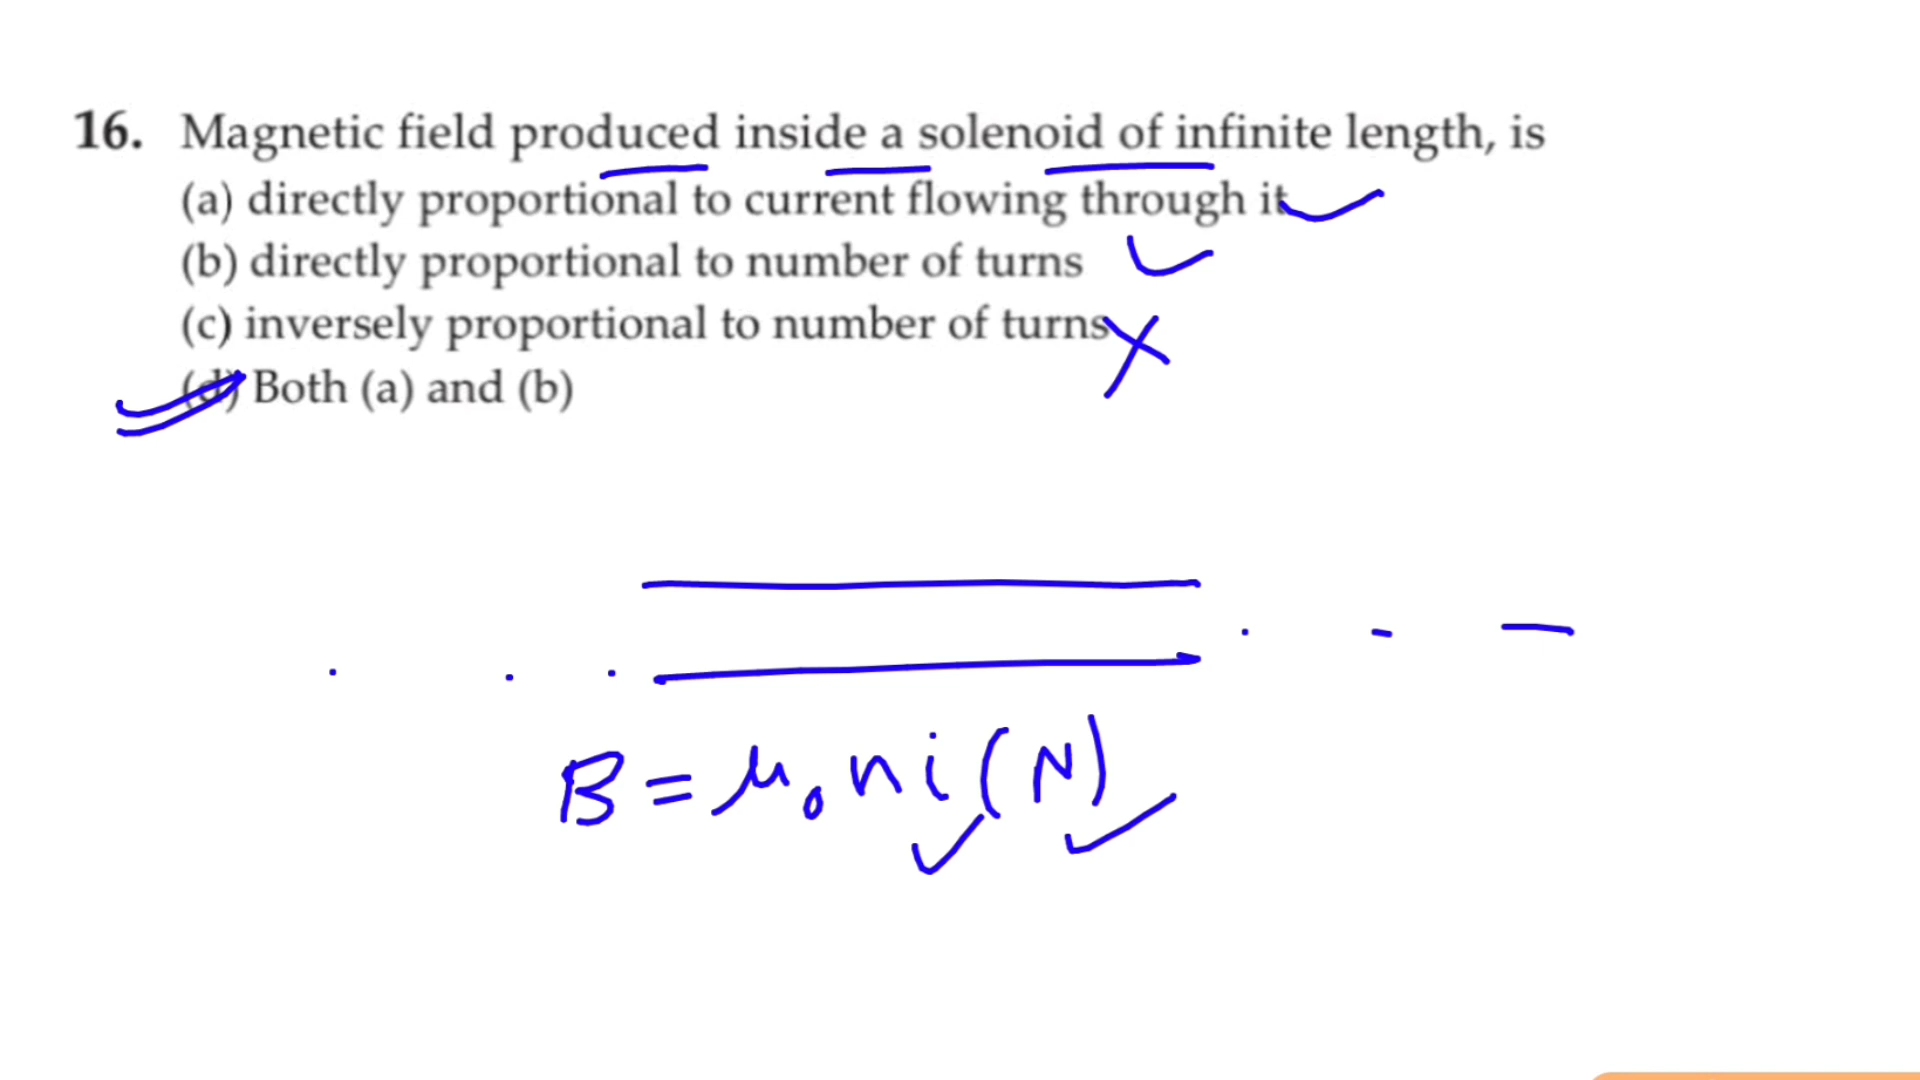 16. Magnetic field produced inside a solenoid of infinite length, is
(a) directly proportional to current flowing through it
(b) directly proportional to number of turns
(c) inversely proportional to number of turns
(d) Both (a) and (b)
B = μ₀ n i (N)